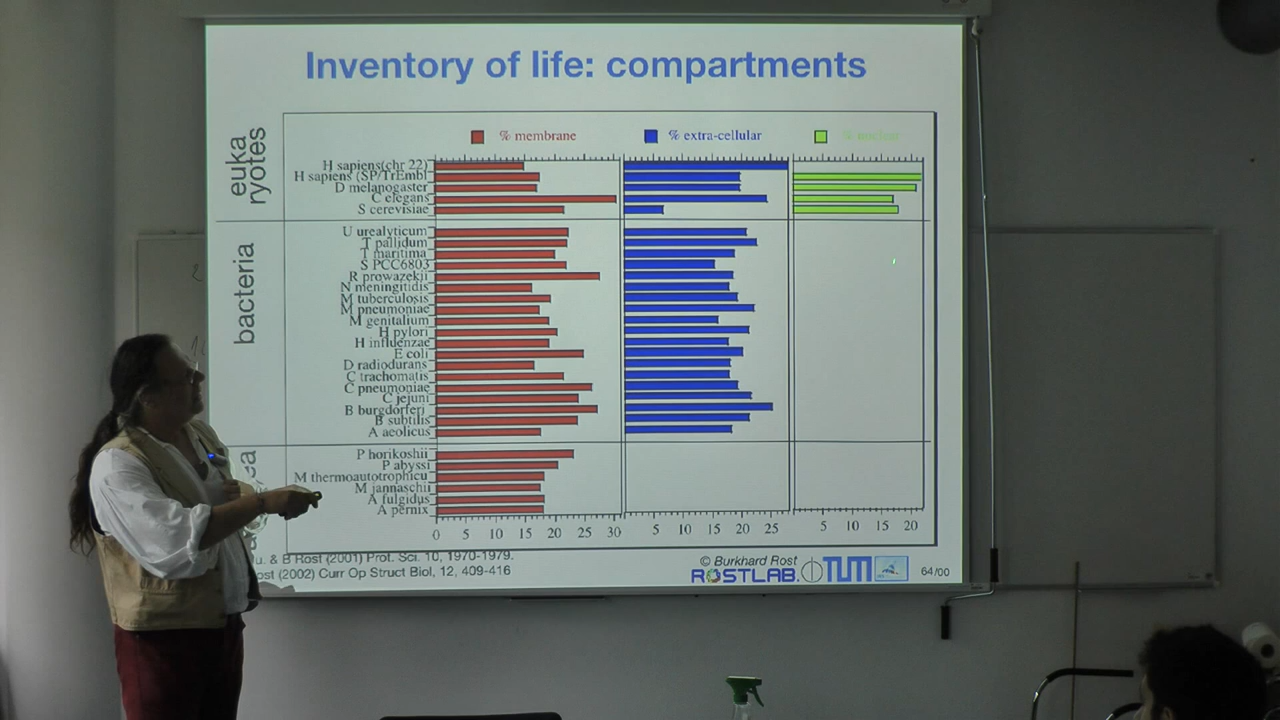 Inventory of life: compartments
euka
ryotes
% membrane
% extra-cellular
% nuclear
H sapiens(chr 22)
H sapiens (SP/TrEmbl
D melanogaster
C elegans
S cerevisiae
bacteria
U urealyticum
T pallidum
T maritima
S PCC6803
R prowazekii
N meningitidis
M tuberculosis
M pneumoniae
M genitalium
H pylori
H influenzae
E coli
D radiodurans
C trachomatis
C pneumoniae
C jejuni
B burgdorferi
B subtilis
A aeolicus
P horikoshii
P abyssi
M thermoautotrophicu
M jannaschii
A fulgidus
A pernix
0 5 10 15 20 25 30
5 10 15 20 25
5 10 15 20
& B Rost (2001) Prot. Sci. 10, 1970-1979.
(2002) Curr Op Struct Biol, 12, 409-416
© Burkhard Rost
ROSTLAB
TUM
64/00